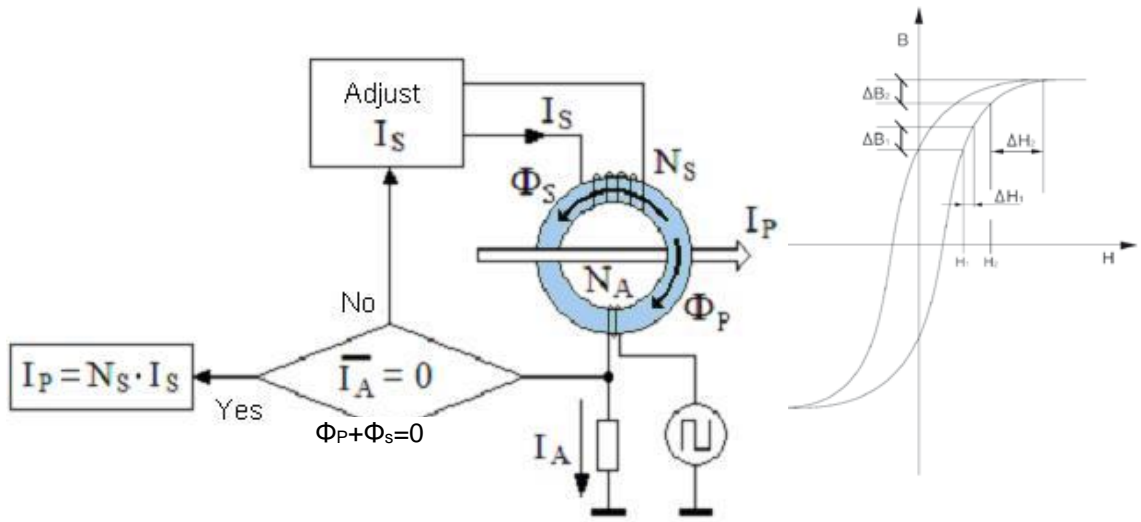 Adjust
I_S
I_S
N_S
Φ_S
I_P
N_A
Φ_P
No
I_P = N_S · I_S
Yes
I̅_A = 0
Φ_P+Φ_s=0
I_A
B
ΔB₂
ΔB₁
ΔH₂
ΔH₁
H₁
H₂
H